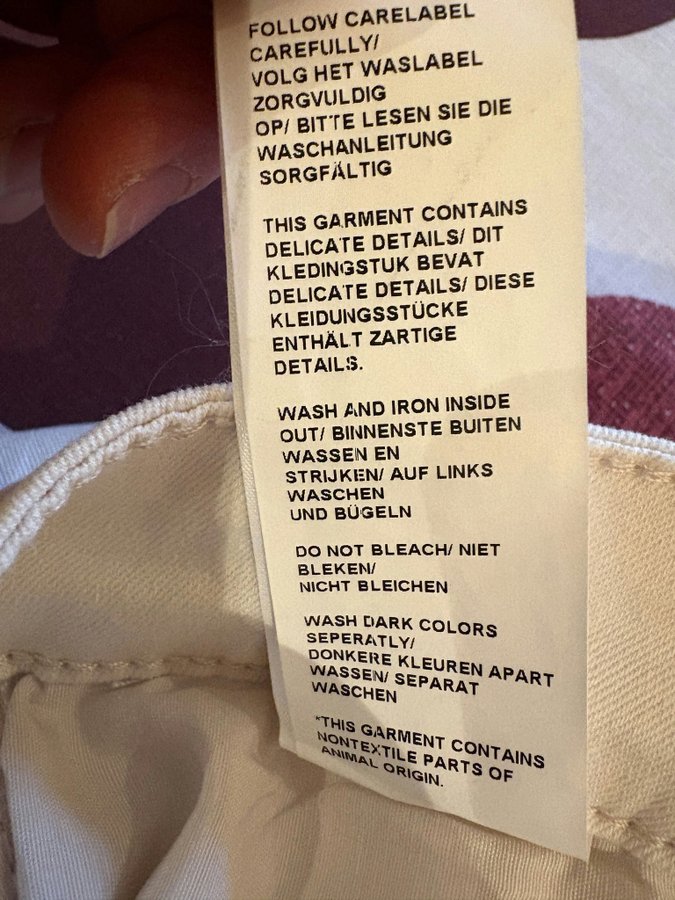 FOLLOW CARELABEL
CAREFULLY/
VOLG HET WASLABEL
ZORGVULDIG
OP/ BITTE LESEN SIE DIE
WASCHANLEITUNG
SORGFÄLTIG
THIS GARMENT CONTAINS
DELICATE DETAILS/ DIT
KLEDINGSTUK BEVAT
DELICATE DETAILS/ DIESE
KLEIDUNGSSTÜCKE
ENTHÄLT ZARTIGE
DETAILS.
WASH AND IRON INSIDE
OUT/ BINNENSTE BUITEN
WASSEN EN
STRIJKEN/ AUF LINKS
WASCHEN
UND BÜGELN
DO NOT BLEACH/ NIET
BLEKEN/
NICHT BLEICHEN
WASH DARK COLORS
SEPERATLY/
DONKERE KLEUREN APART
WASSEN/ SEPARAT
WASCHEN
*THIS GARMENT CONTAINS
NONTEXTILE PARTS OF
ANIMAL ORIGIN.